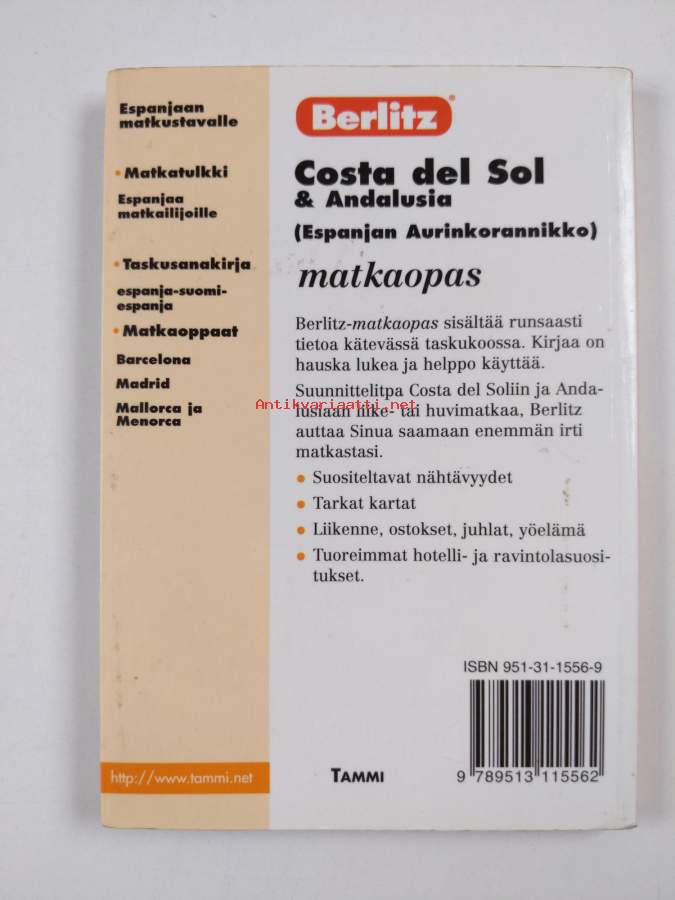 Espanjaan
matkustavalle
• Matkatulkki
Espanjaa
matkailijoille
• Taskusanakirja
espanja-suomi-
espanja
• Matkaoppaat
Barcelona
Madrid
Mallorca ja
Menorca
http://www.tammi.net
Berlitz®
Costa del Sol
& Andalusia
(Espanjan Aurinkorannikko)
matkaopas
Berlitz-matkaopas sisältää runsaasti
tietoa kätevässä taskukoossa. Kirjaa on
hauska lukea ja helppo käyttää.
Suunnittelitpa Costa del Soliin ja Anda-
lusiaan liike- tai huvimatkaa, Berlitz
auttaa Sinua saamaan enemmän irti
matkastasi.
• Suositeltavat nähtävyydet
• Tarkat kartat
• Liikenne, ostokset, juhlat, yöelämä
• Tuoreimmat hotelli- ja ravintolasuosi-
tukset.
Antikvariaatti.net
ISBN 951-31-1556-9
TAMMI
9 789513 115562